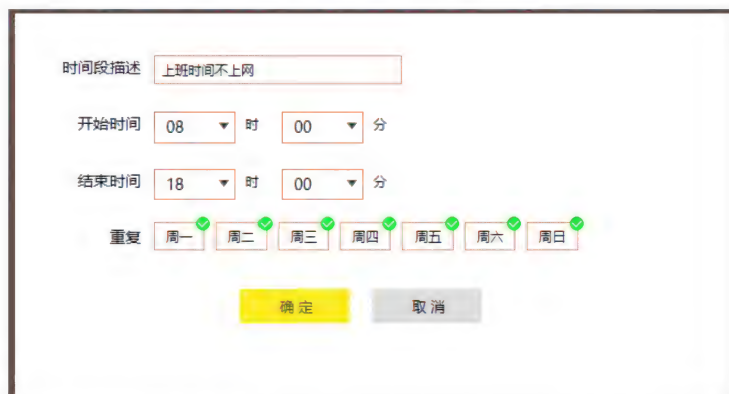 时间段描述 上班时间不上网
开始时间 08 时 00 分
结束时间 18 时 00 分
重复 周一 周二 周三 周四 周五 周六 周日
确定 取消